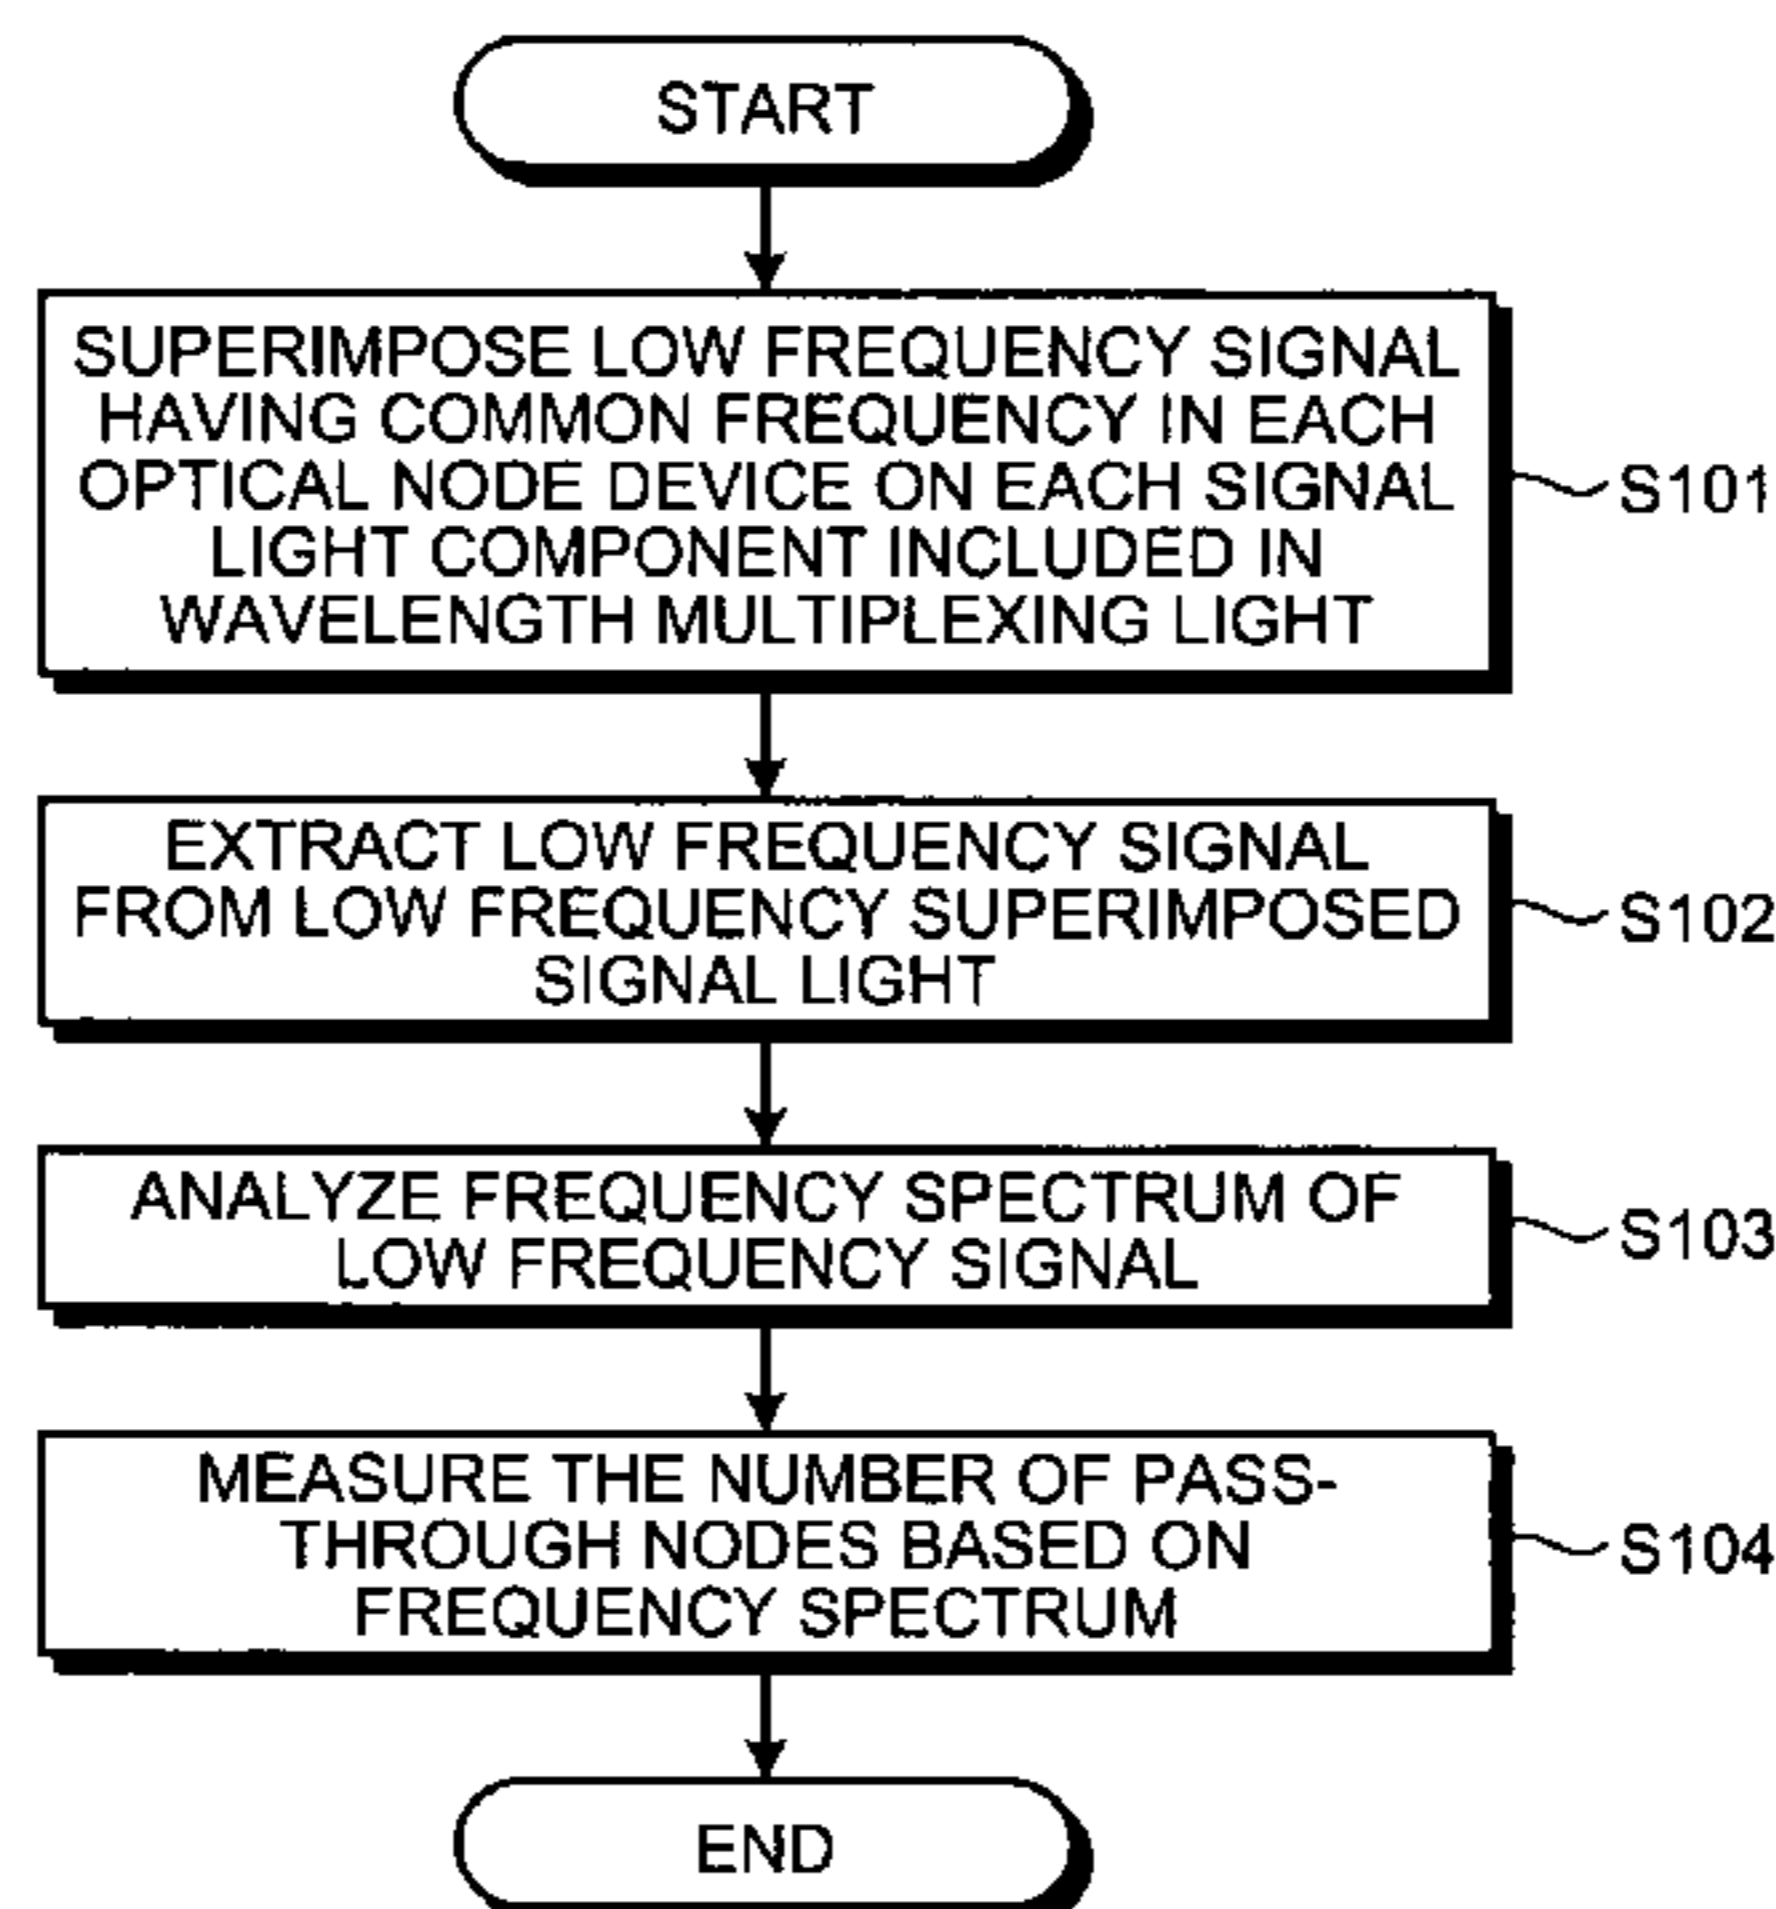 START
SUPERIMPOSE LOW FREQUENCY SIGNAL
HAVING COMMON FREQUENCY IN EACH
OPTICAL NODE DEVICE ON EACH SIGNAL
LIGHT COMPONENT INCLUDED IN
WAVELENGTH MULTIPLEXING LIGHT
S101
EXTRACT LOW FREQUENCY SIGNAL
FROM LOW FREQUENCY SUPERIMPOSED
SIGNAL LIGHT
S102
ANALYZE FREQUENCY SPECTRUM OF
LOW FREQUENCY SIGNAL
S103
MEASURE THE NUMBER OF PASS-
THROUGH NODES BASED ON
FREQUENCY SPECTRUM
S104
END